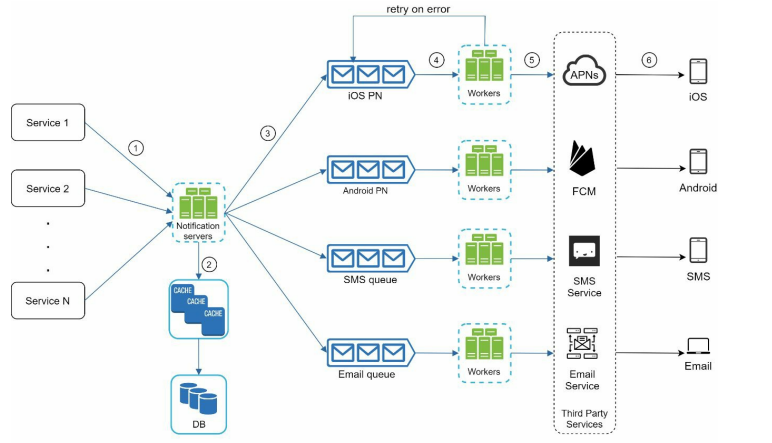 retry on error
4
5
6
APNs
iOS PN
Workers
iOS
Service 1
1
3
Service 2
Notification
servers
Android PN
Workers
FCM
Android
.
.
.
2
SMS queue
Workers
SMS
Service
SMS
Service N
CACHE
CACHE
CACHE
Email queue
Workers
Email
Service
Email
DB
Third Party
Services